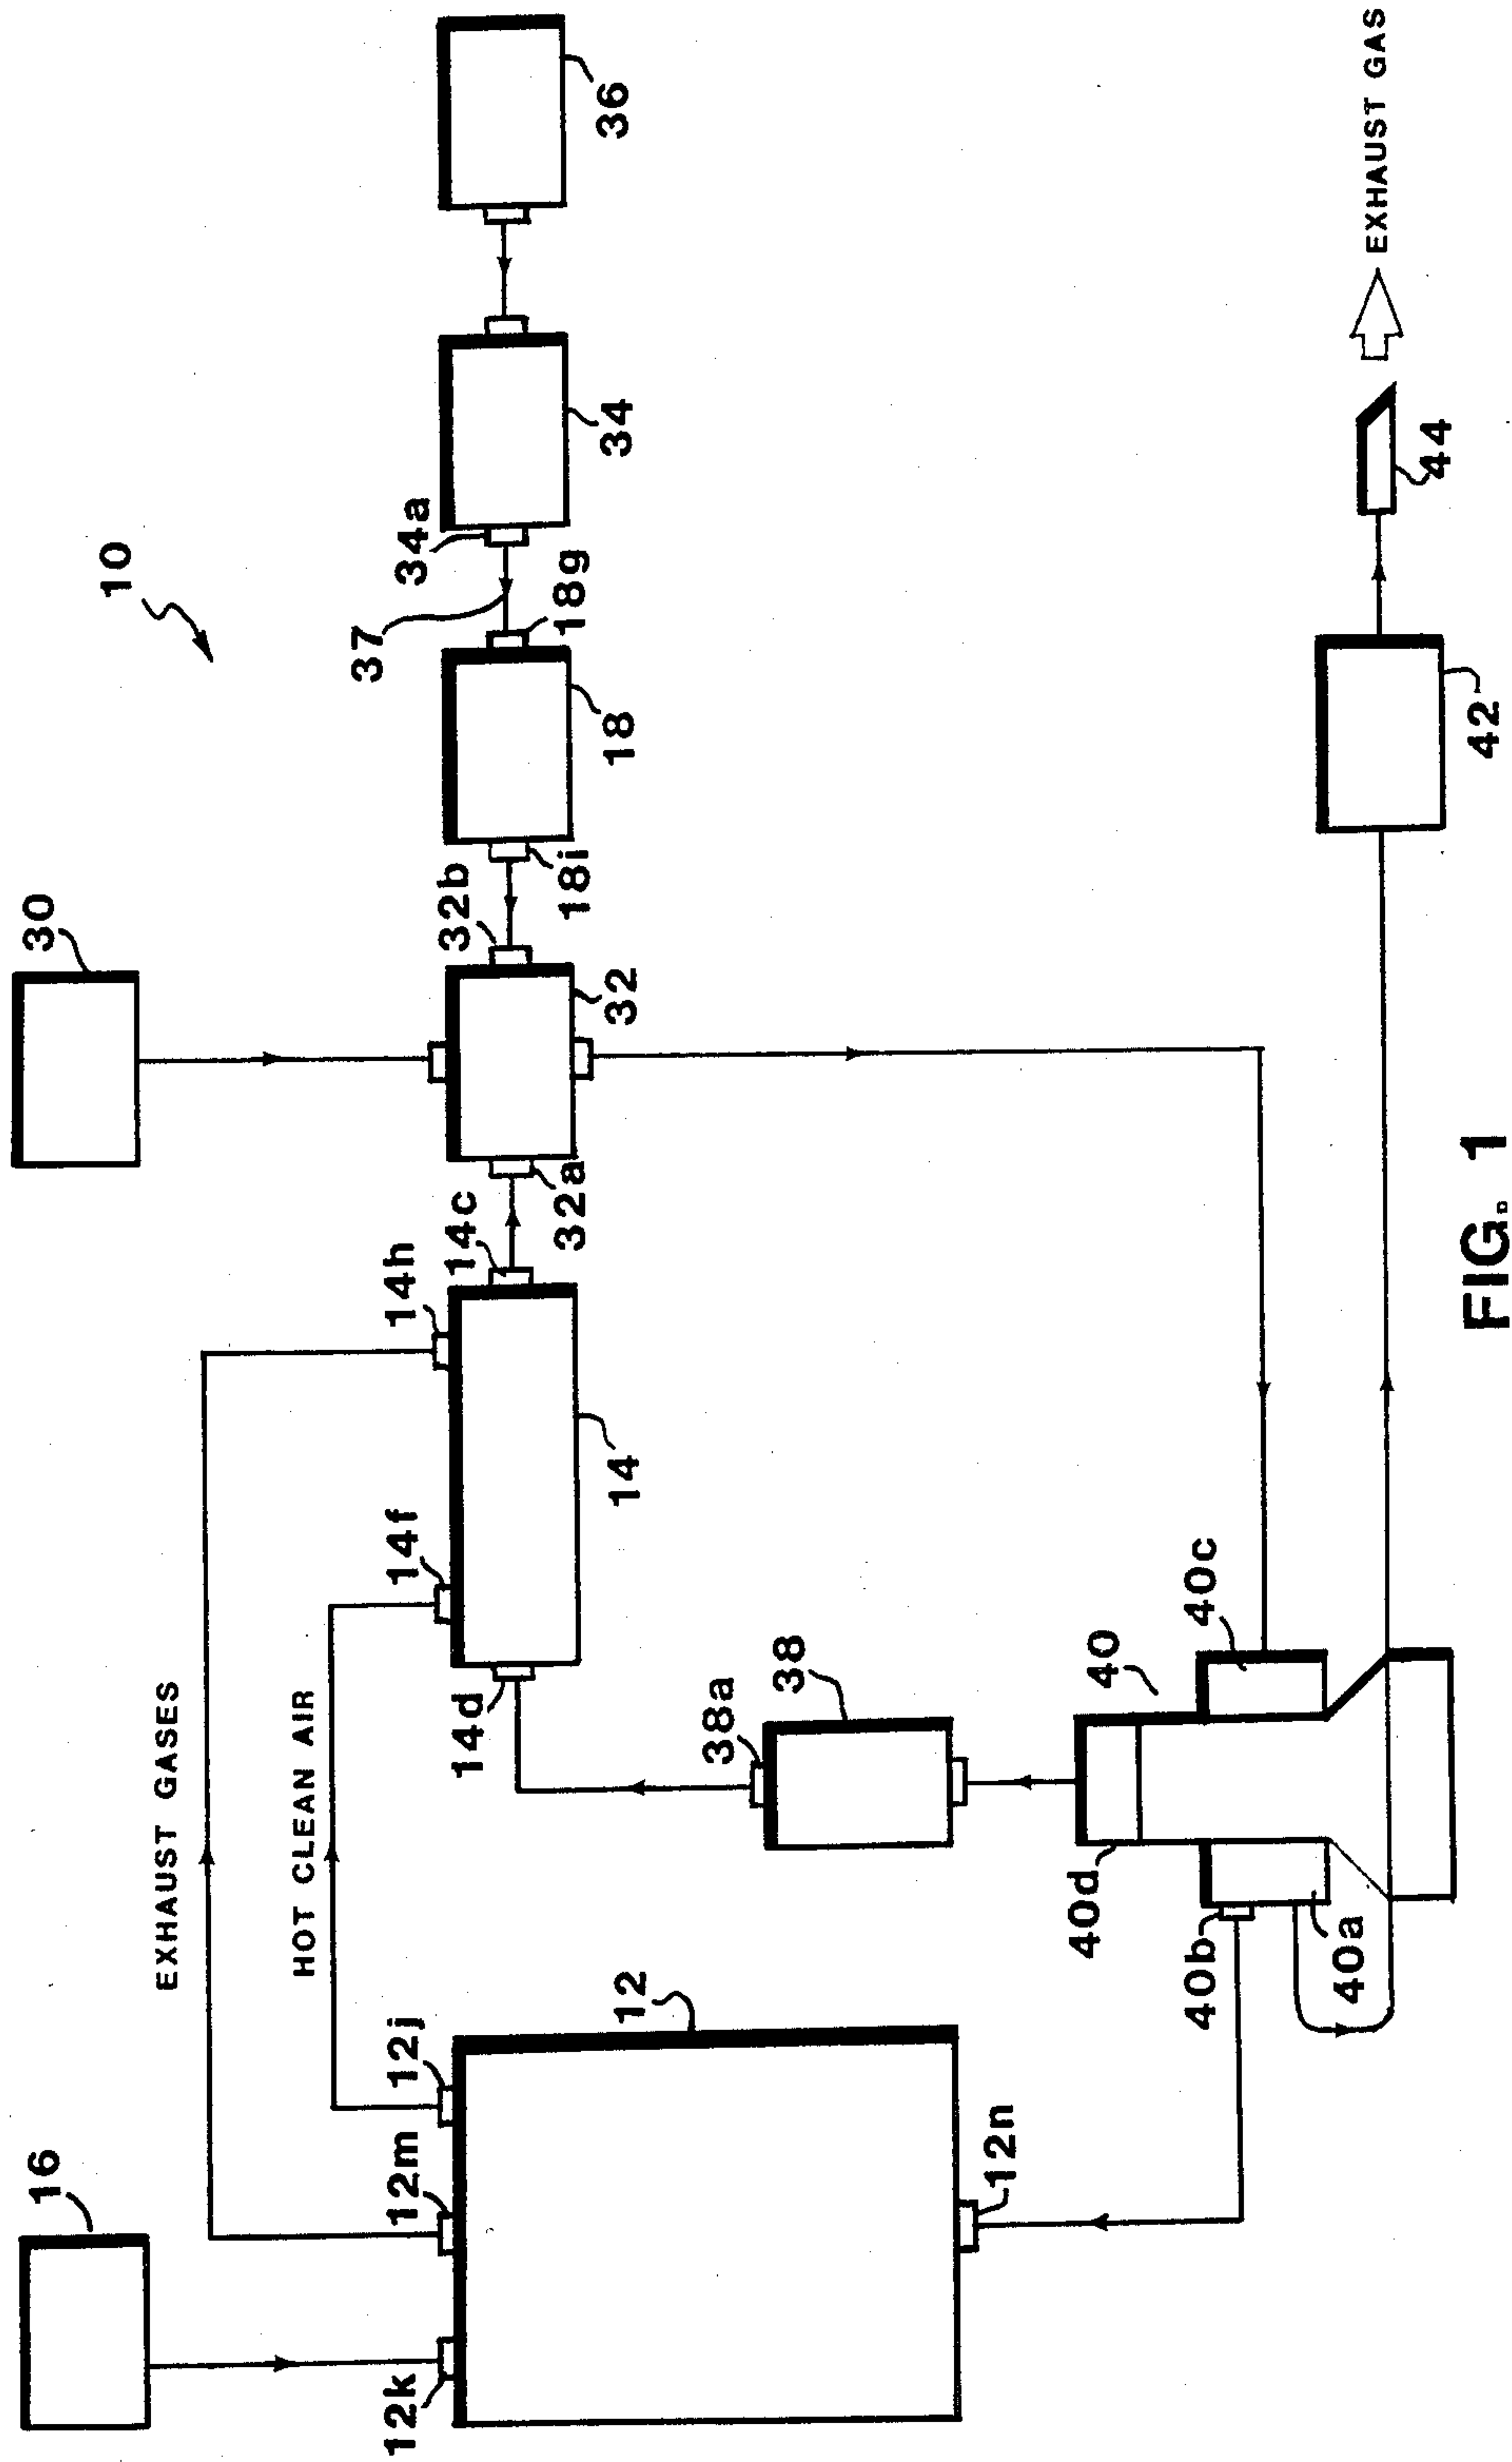 10
16
12k
12m
12j
12
12n
EXHAUST GASES
HOT CLEAN AIR
14f
14h
14d
14c
14
30
32a
32b
32
18i
18g
18
37
34a
34
36
38a
38
40
40d
40c
40b
40a
42
44
EXHAUST GAS
FIG. 1